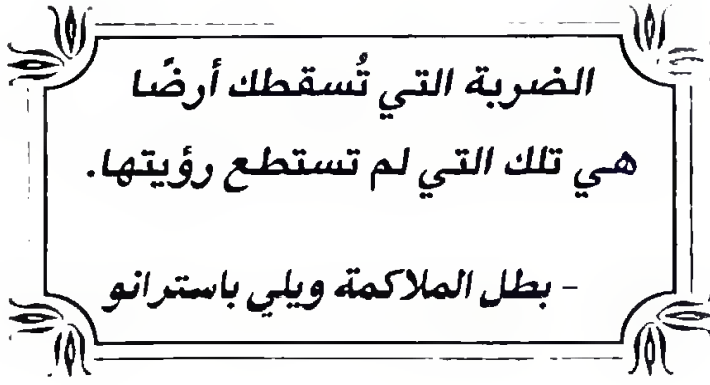 الضربة التي تُسقطك أرضًا
هي تلك التي لم تستطع رؤيتها.
- بطل الملاكمة ويلي باسترانو